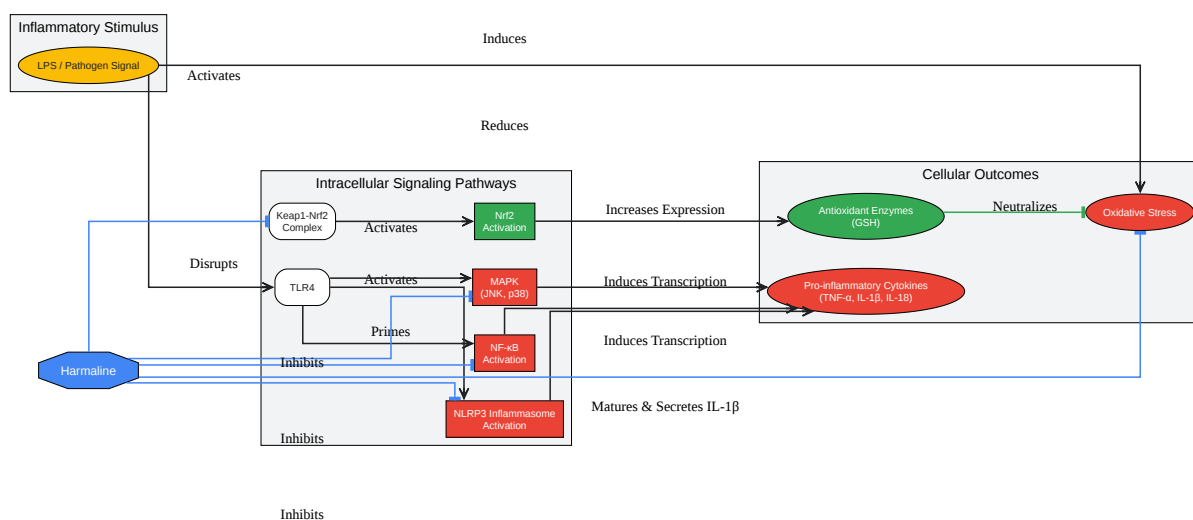 Inflammatory Stimulus
LPS / Pathogen Signal
Induces
Activates
Reduces
Intracellular Signaling Pathways
Cellular Outcomes
Keap1-Nrf2
Complex
Activates
Nrf2
Activation
Increases Expression
Antioxidant Enzymes
(GSH)
Neutralizes
Oxidative Stress
Disrupts
TLR4
Activates
MAPK
(JNK, p38)
Induces Transcription
Pro-inflammatory Cytokines
(TNF-α, IL-1β, IL-18)
Primes
NF-κB
Activation
Induces Transcription
Harmaline
Inhibits
NLRP3 Inflammasome
Activation
Matures & Secretes IL-1β
Inhibits
Inhibits